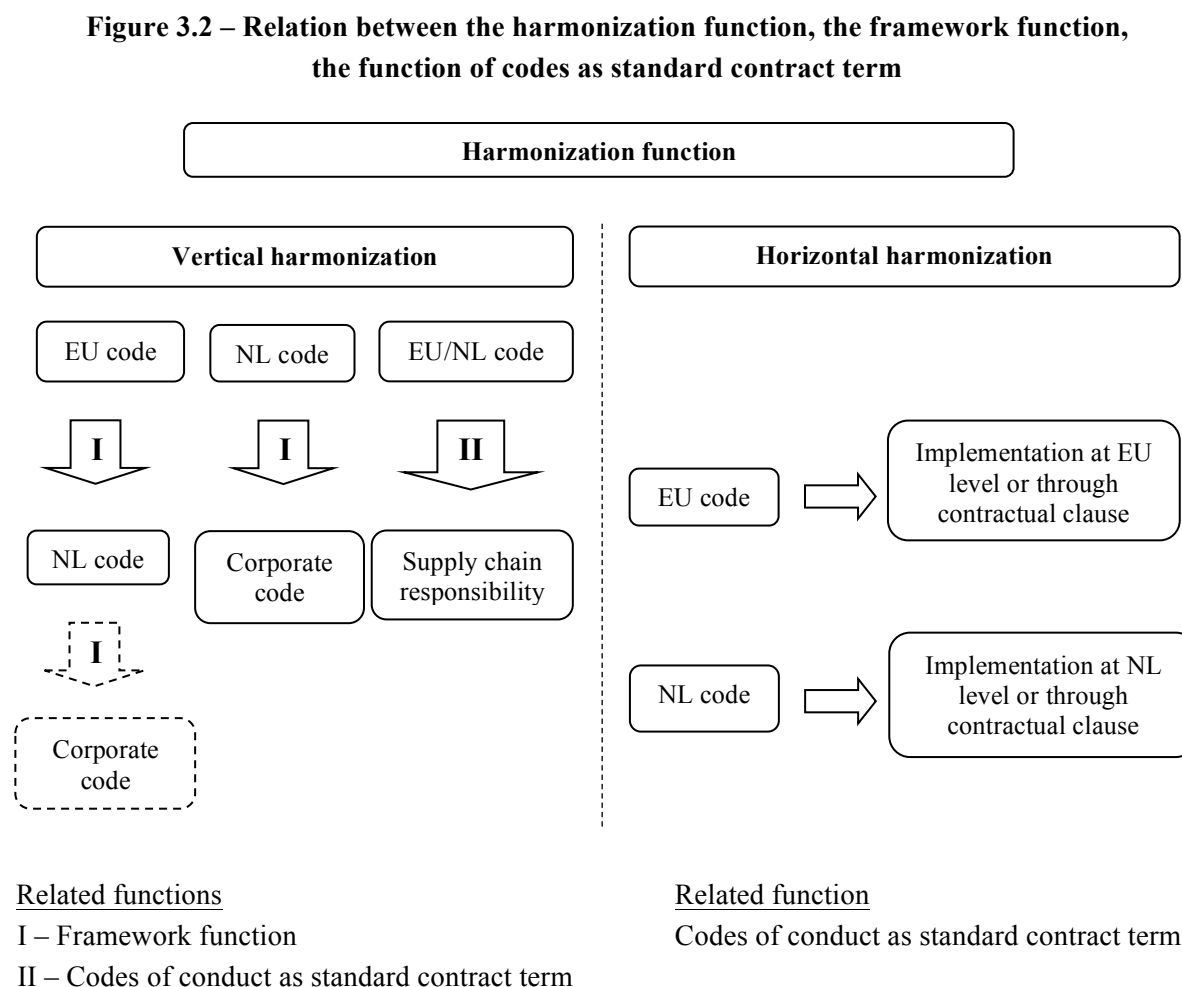 Figure 3.2 – Relation between the harmonization function, the framework function,
the function of codes as standard contract term
Harmonization function
Vertical harmonization
EU code
NL code
EU/NL code
I
I
II
NL code
Corporate
code
Supply chain
responsibility
I
Corporate
code
Horizontal harmonization
EU code
Implementation at EU
level or through
contractual clause
NL code
Implementation at NL
level or through
contractual clause
Related functions
I – Framework function
II – Codes of conduct as standard contract term
Related function
Codes of conduct as standard contract term